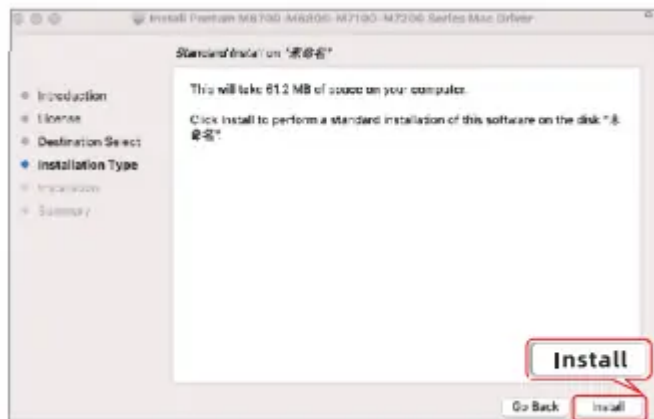 Install Pantum M6700-M6800-M7100-M7200 Series Mac Driver
Standard Install on "未命名"
Introduction
License
Destination Select
Installation Type
Installation
Summary
This will take 61.2 MB of space on your computer.
Click Install to perform a standard installation of this software on the disk "未
命名".
Install
Go Back
Install